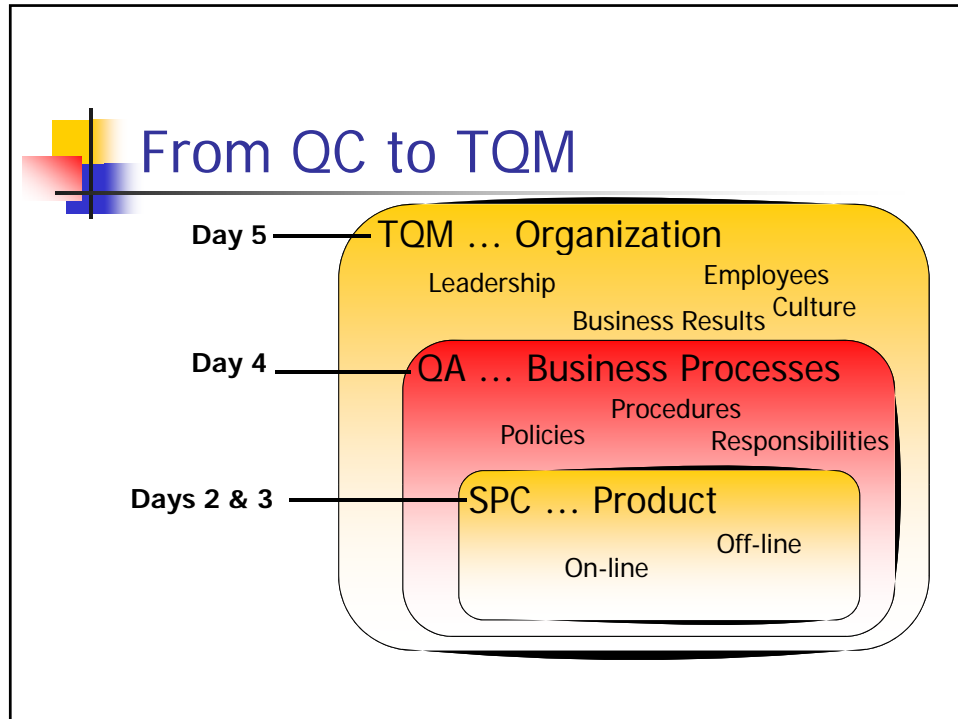 From QC to TQM
Day 5
TQM … Organization
Leadership
Employees
Business Results
Culture
Day 4
QA … Business Processes
Procedures
Policies
Responsibilities
Days 2 & 3
SPC … Product
Off-line
On-line